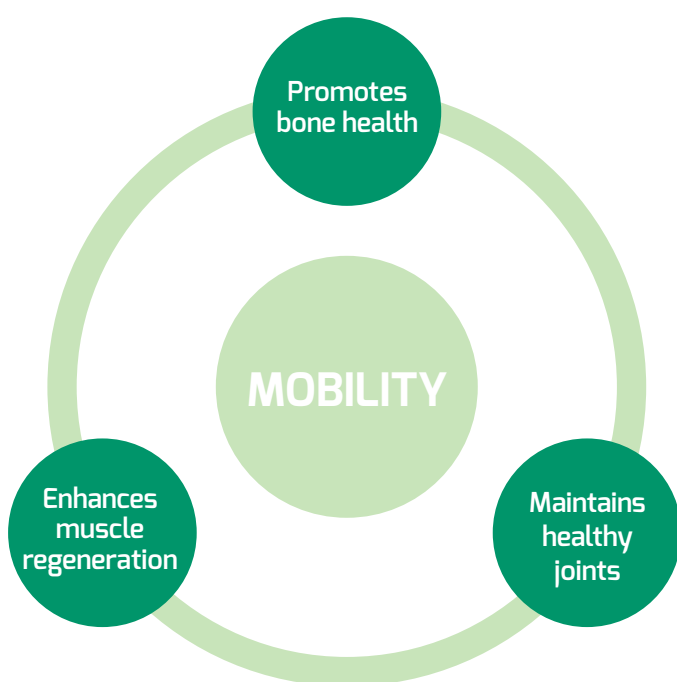 Promotes
bone health
MOBILITY
Enhances
muscle
regeneration
Maintains
healthy
joints